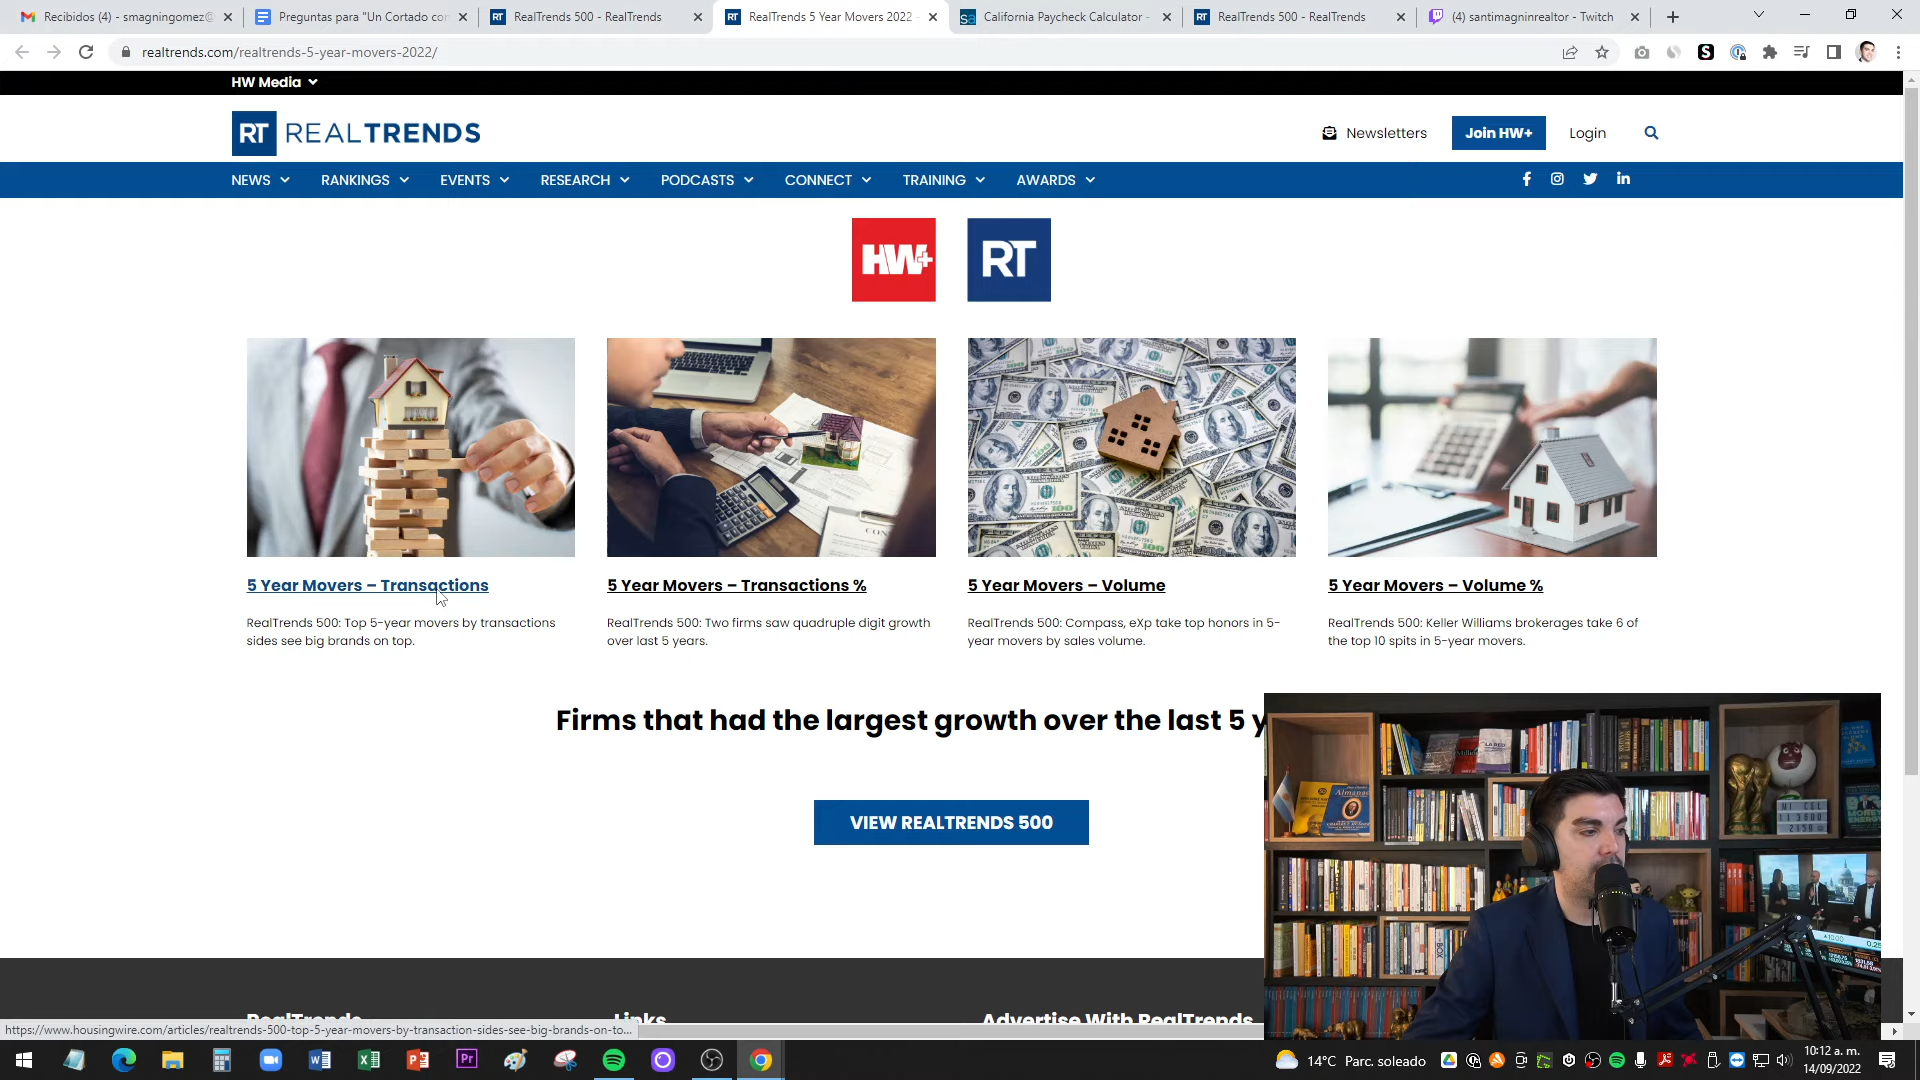 Recibidos (4) - smagningomez@
Preguntas para "Un Cortado con
RealTrends 500 - RealTrends
RealTrends 5 Year Movers 2022 -
California Paycheck Calculator -
RealTrends 500 - RealTrends
(4) santimagninrealtor - Twitch
realtrends.com/realtrends-5-year-movers-2022/
HW Media
RT REALTRENDS
Newsletters
Join HW+
Login
NEWS
RANKINGS
EVENTS
RESEARCH
PODCASTS
CONNECT
TRAINING
AWARDS
HW+
RT
5 Year Movers – Transactions
RealTrends 500: Top 5-year movers by transactions
sides see big brands on top.
5 Year Movers – Transactions %
RealTrends 500: Two firms saw quadruple digit growth
over last 5 years.
5 Year Movers – Volume
RealTrends 500: Compass, eXp take top honors in 5-
year movers by sales volume.
5 Year Movers – Volume %
RealTrends 500: Keller Williams brokerages take 6 of
the top 10 spits in 5-year movers.
Firms that had the largest growth over the last 5 y
VIEW REALTRENDS 500
RealTrends
Links
Advertise With RealTrends
https://www.housingwire.com/articles/realtrends-500-top-5-year-movers-by-transaction-sides-see-big-brands-on-to...
14°C Parc. soleado
10:12 a. m.
14/09/2022